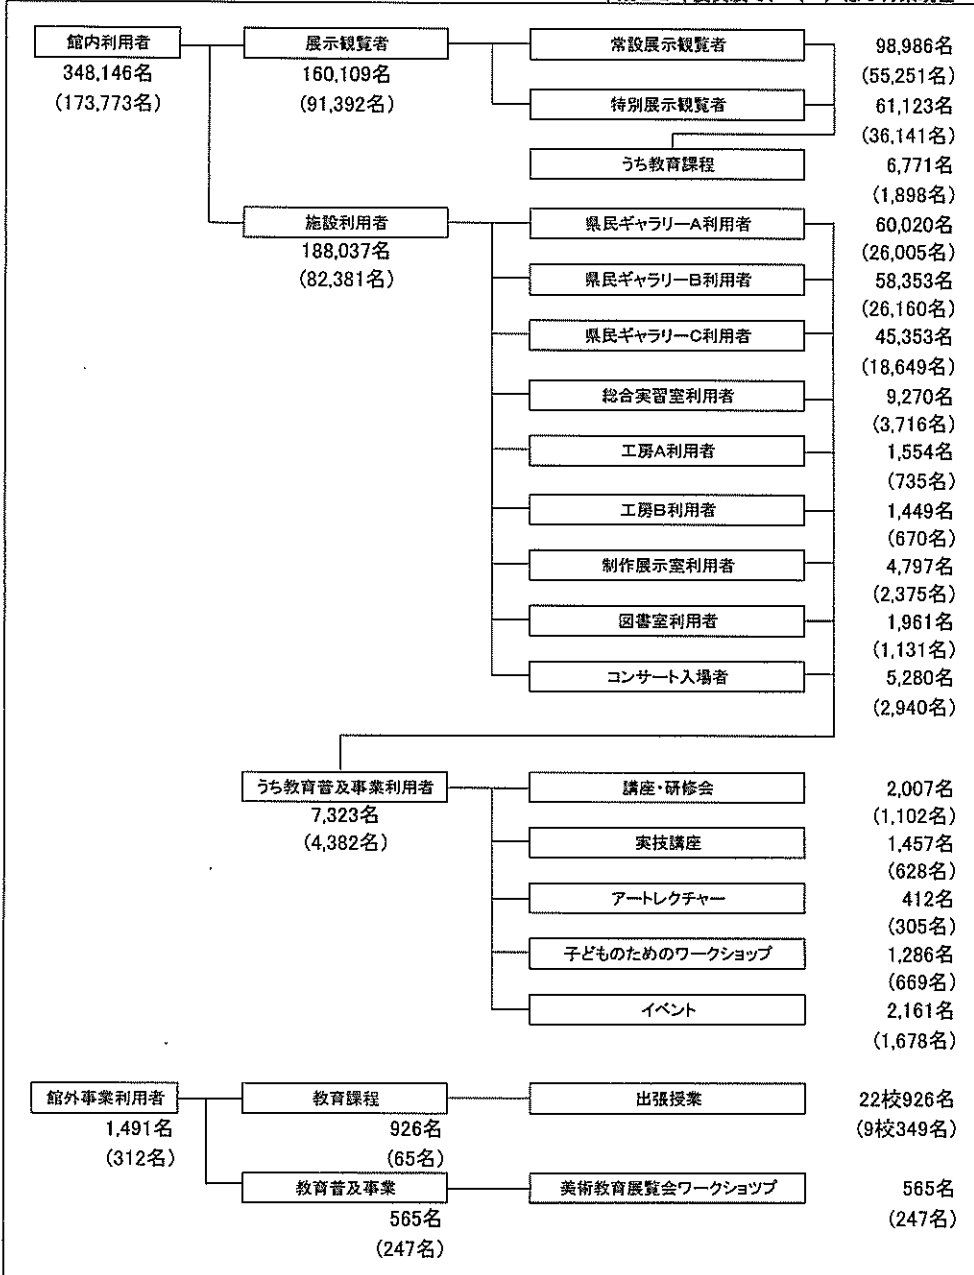 館内利用者 展示観覧者 常設展示観覧者 98,986名
348,146名 160,109名 (55,251名)
(173,773名) (91,392名) 特別展示観覧者 61,123名
(36,141名)
うち教育課程 6,771名
(1,898名)
施設利用者 県民ギャラリーA利用者 60,020名
188,037名 (26,005名)
(82,381名) 県民ギャラリーB利用者 58,353名
(26,160名)
県民ギャラリーC利用者 45,353名
(18,649名)
総合実習室利用者 9,270名
(3,716名)
工房A利用者 1,554名
(735名)
工房B利用者 1,449名
(670名)
制作展示室利用者 4,797名
(2,375名)
図書室利用者 1,961名
(1,131名)
コンサート入場者 5,280名
(2,940名)
うち教育普及事業利用者 講座・研修会 2,007名
7,323名 (1,102名)
(4,382名) 実技講座 1,457名
(628名)
アートレクチャー 412名
(305名)
子どものためのワークショップ 1,286名
(669名)
イベント 2,161名
(1,678名)
館外事業利用者 教育課程 出張授業 22校926名
1,491名 926名 (9校349名)
(312名) (65名)
教育普及事業 美術教育展覧会ワークショツプ 565名
565名 (247名)
(247名)